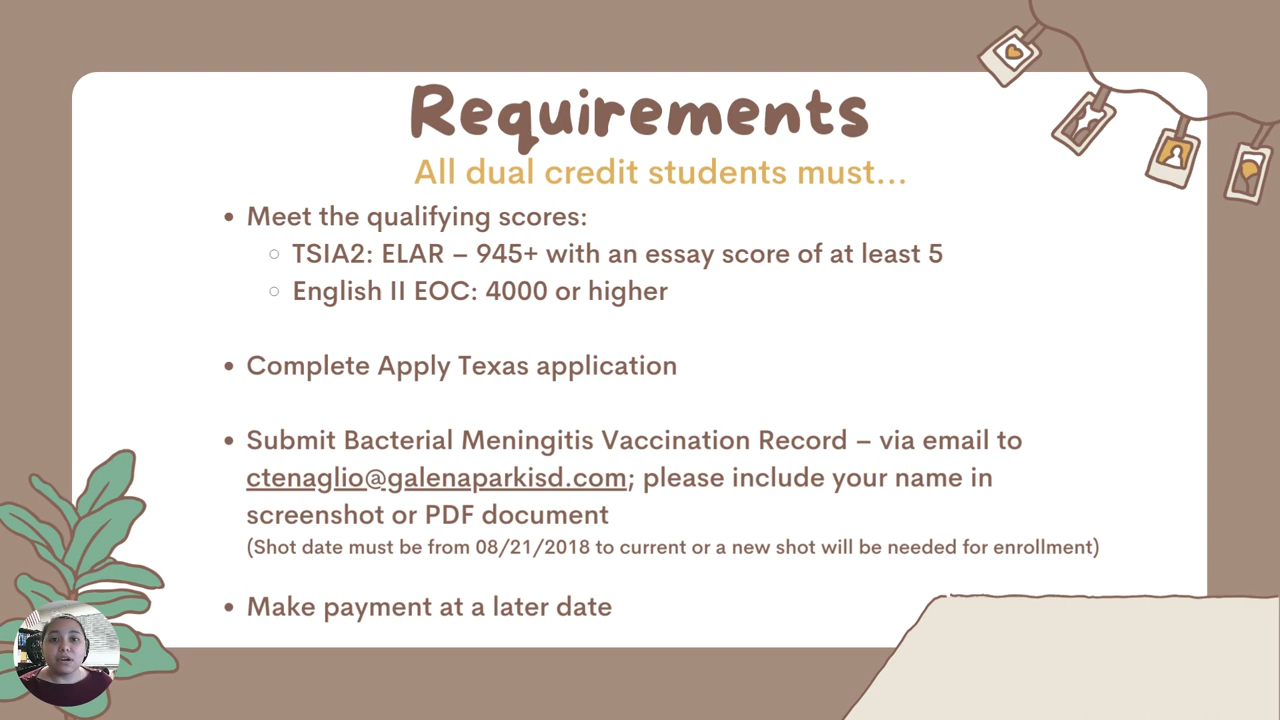 Requirements
All dual credit students must...
• Meet the qualifying scores:
○ TSIA2: ELAR – 945+ with an essay score of at least 5
○ English II EOC: 4000 or higher
• Complete Apply Texas application
• Submit Bacterial Meningitis Vaccination Record – via email to
ctenaglio@galenaparkisd.com; please include your name in
screenshot or PDF document
(Shot date must be from 08/21/2018 to current or a new shot will be needed for enrollment)
• Make payment at a later date